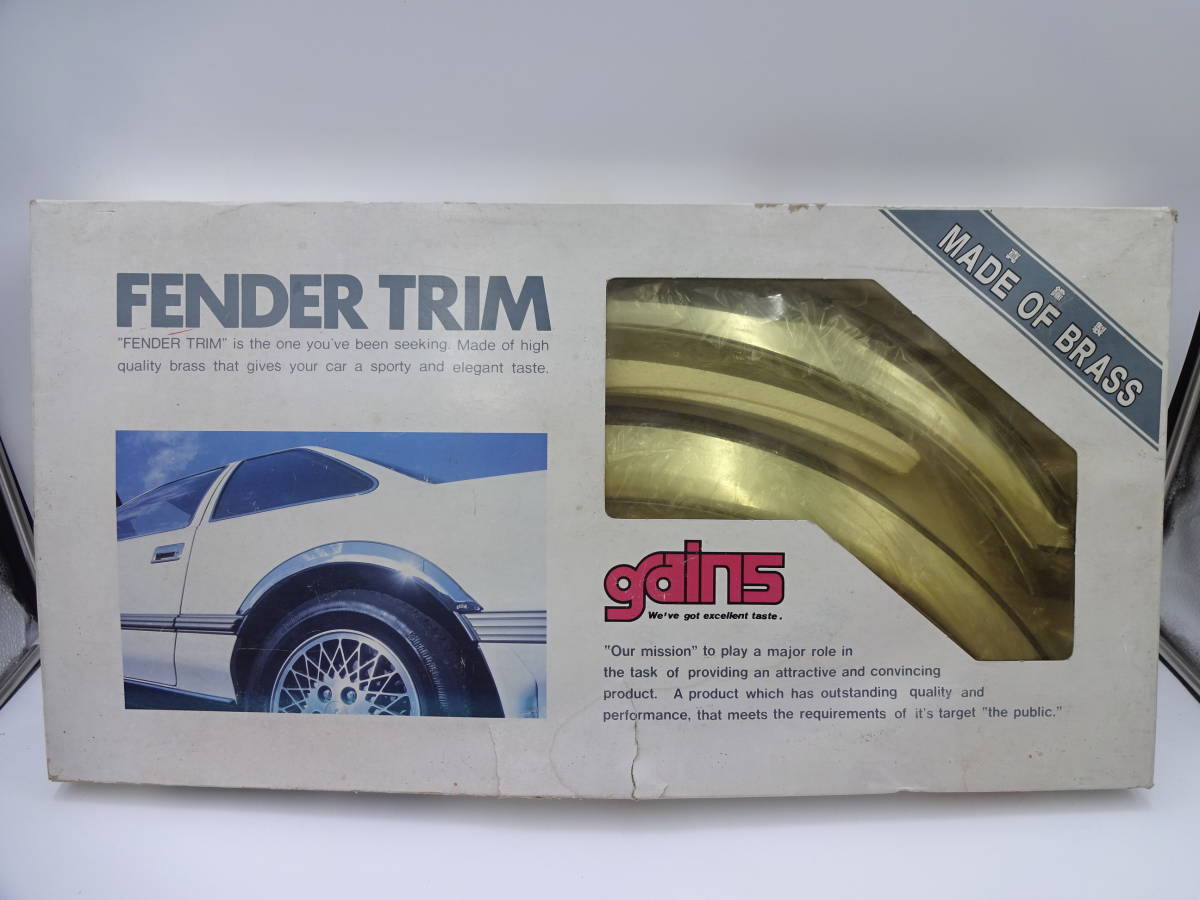 FENDER TRIM
"FENDER TRIM" is the one you've been seeking. Made of high
quality brass that gives your car a sporty and elegant taste.
真鍮製
MADE OF BRASS
gains
We've got excellent taste.
"Our mission" to play a major role in
the task of providing an attractive and convincing
product. A product which has outstanding quality and
performance, that meets the requirements of it's target "the public."